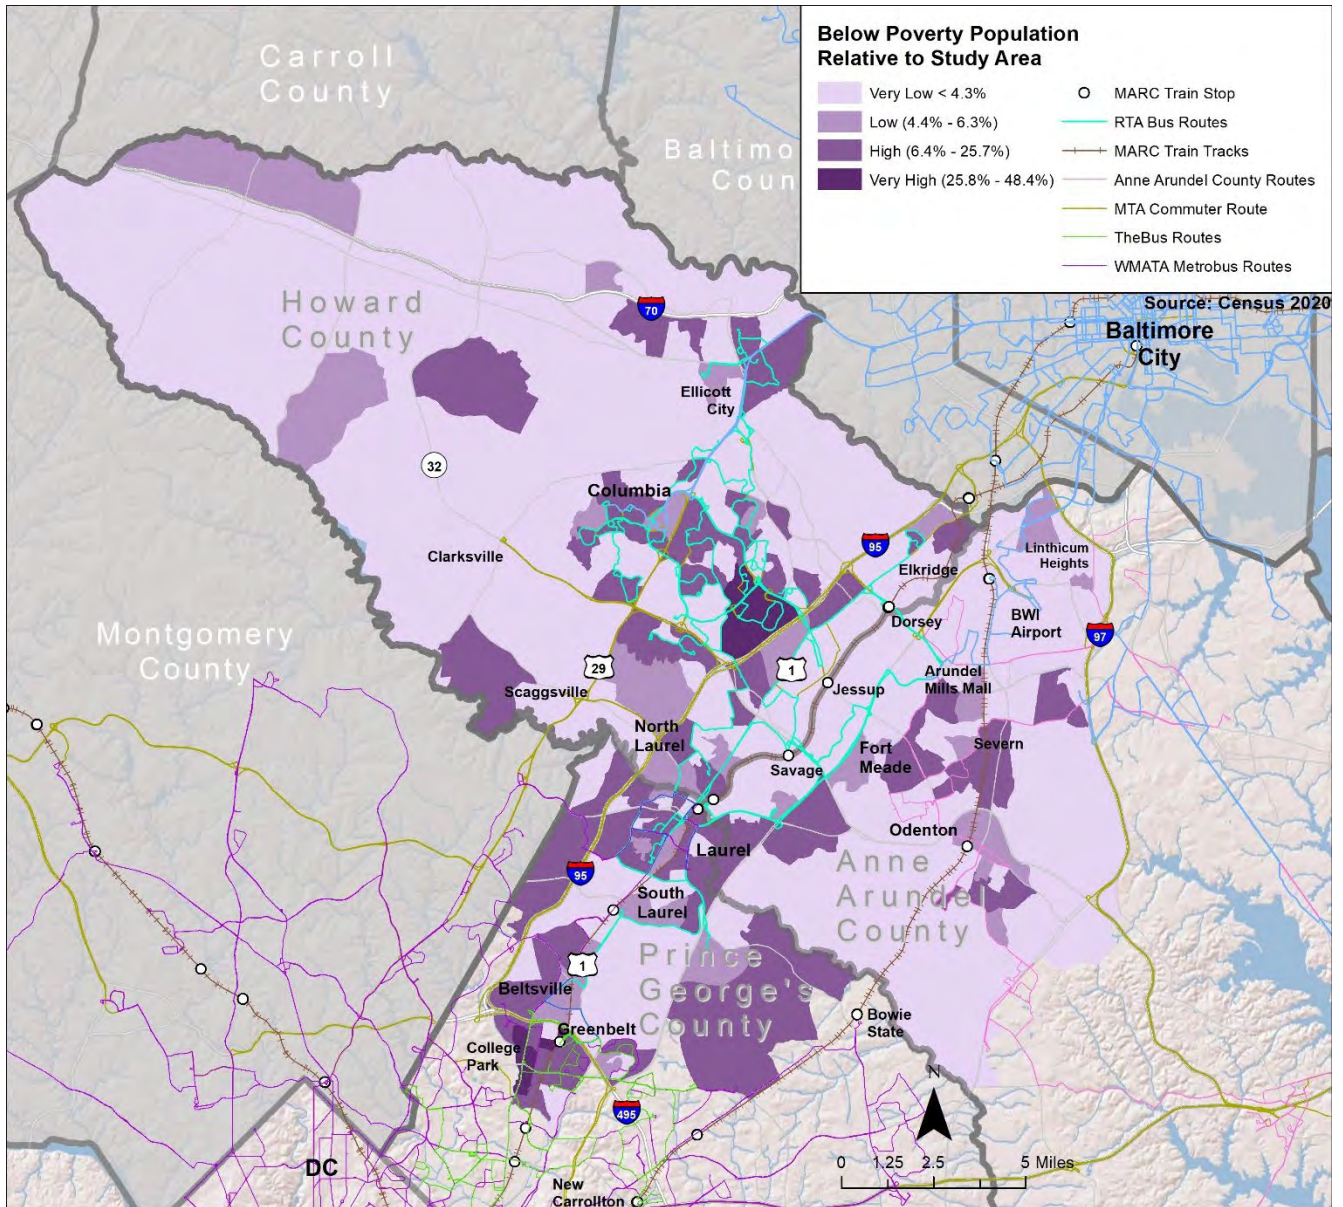 Below Poverty Population
Relative to Study Area
Very Low < 4.3%
Low (4.4% - 6.3%)
High (6.4% - 25.7%)
Very High (25.8% - 48.4%)
MARC Train Stop
RTA Bus Routes
MARC Train Tracks
Anne Arundel County Routes
MTA Commuter Route
TheBus Routes
WMATA Metrobus Routes
Source: Census 2020
Carroll
County
Baltimo
Coun
Howard
County
70
Baltimore
City
Ellicott
City
32
Columbia
Clarksville
95
Elkridge
Linthicum
Heights
Dorsey
BWI
Airport
97
Montgomery
County
29
1
Scaggsville
Jessup
Arundel
Mills Mall
North
Laurel
Savage
Fort
Meade
Severn
Odenton
Laurel
95
South
Laurel
Anne
Arundel
County
Prince
George's
County
1
Beltsville
Greenbelt
College
Park
Bowie
State
495
DC
New
Carrollton
N
0 1.25 2.5 5 Miles